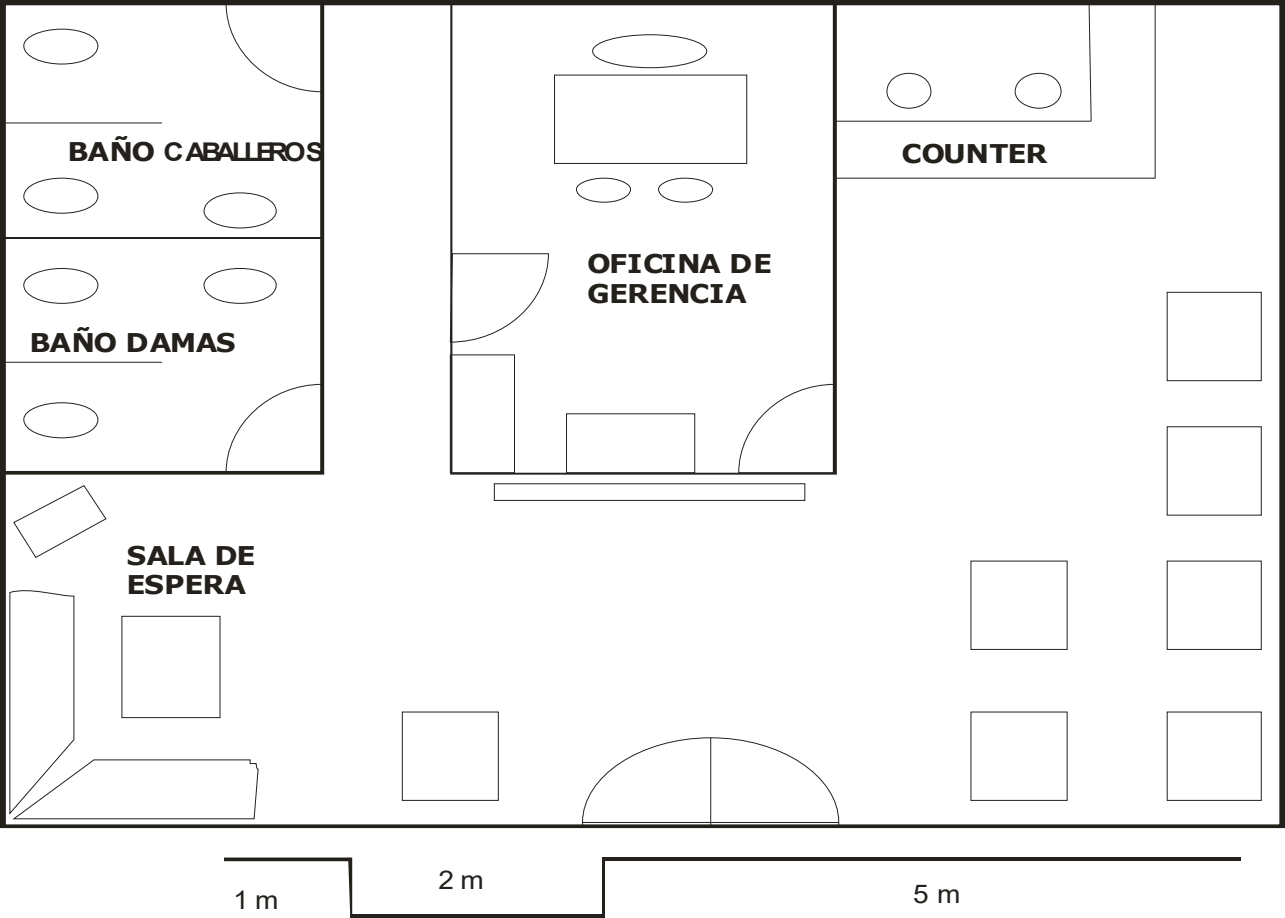 BAÑO CABALLEROS
COUNTER
OFICINA DE
GERENCIA
BAÑO DAMAS
SALA DE
ESPERA
1 m
2 m
5 m